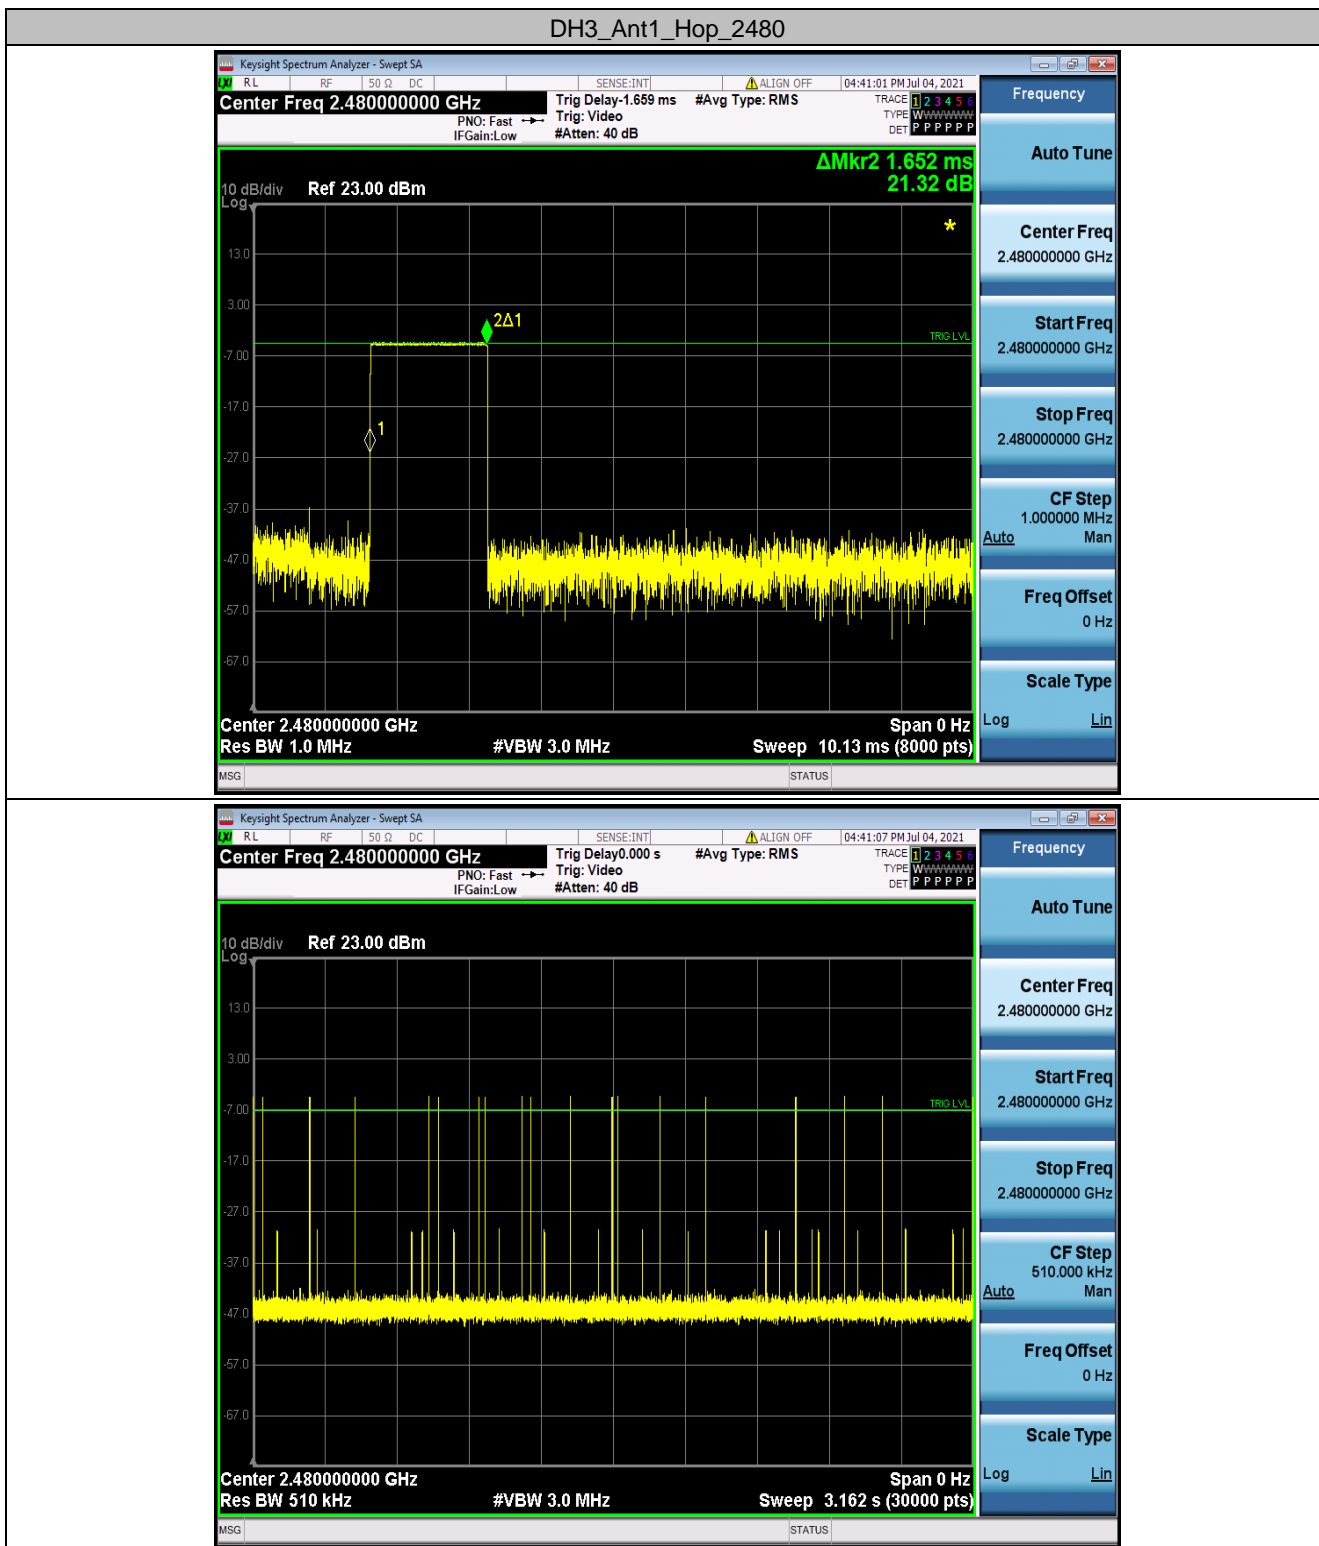 DH3_Ant1_Hop_2480
Keysight Spectrum Analyzer - Swept SA
LXI RL RF 50 Ω DC SENSE:INT ALIGN OFF 04:41:01 PM Jul 04, 2021
Center Freq 2.480000000 GHz
PNO: Fast
IFGain:Low
Trig Delay-1.659 ms
Trig: Video
#Atten: 40 dB
#Avg Type: RMS
TRACE 1 2 3 4 5 6
TYPE WWWWWW
DET P P P P P P
ΔMkr2 1.652 ms
21.32 dB
10 dB/div Ref 23.00 dBm
Log
13.0
3.00
-7.00
-17.0
-27.0
-37.0
-47.0
-57.0
-67.0
2Δ1
TRIG LVL
1
*
Center 2.480000000 GHz Span 0 Hz
Res BW 1.0 MHz #VBW 3.0 MHz Sweep 10.13 ms (8000 pts)
MSG STATUS
Frequency
Auto Tune
Center Freq
2.480000000 GHz
Start Freq
2.480000000 GHz
Stop Freq
2.480000000 GHz
CF Step
1.000000 MHz
Auto Man
Freq Offset
0 Hz
Scale Type
Log Lin
Keysight Spectrum Analyzer - Swept SA
LXI RL RF 50 Ω DC SENSE:INT ALIGN OFF 04:41:07 PM Jul 04, 2021
Center Freq 2.480000000 GHz
PNO: Fast
IFGain:Low
Trig Delay0.000 s
Trig: Video
#Atten: 40 dB
#Avg Type: RMS
TRACE 1 2 3 4 5 6
TYPE WWWWWW
DET P P P P P P
10 dB/div Ref 23.00 dBm
Log
13.0
3.00
-7.00
-17.0
-27.0
-37.0
-47.0
-57.0
-67.0
TRIG LVL
Center 2.480000000 GHz Span 0 Hz
Res BW 510 kHz #VBW 3.0 MHz Sweep 3.162 s (30000 pts)
MSG STATUS
Frequency
Auto Tune
Center Freq
2.480000000 GHz
Start Freq
2.480000000 GHz
Stop Freq
2.480000000 GHz
CF Step
510.000 kHz
Auto Man
Freq Offset
0 Hz
Scale Type
Log Lin